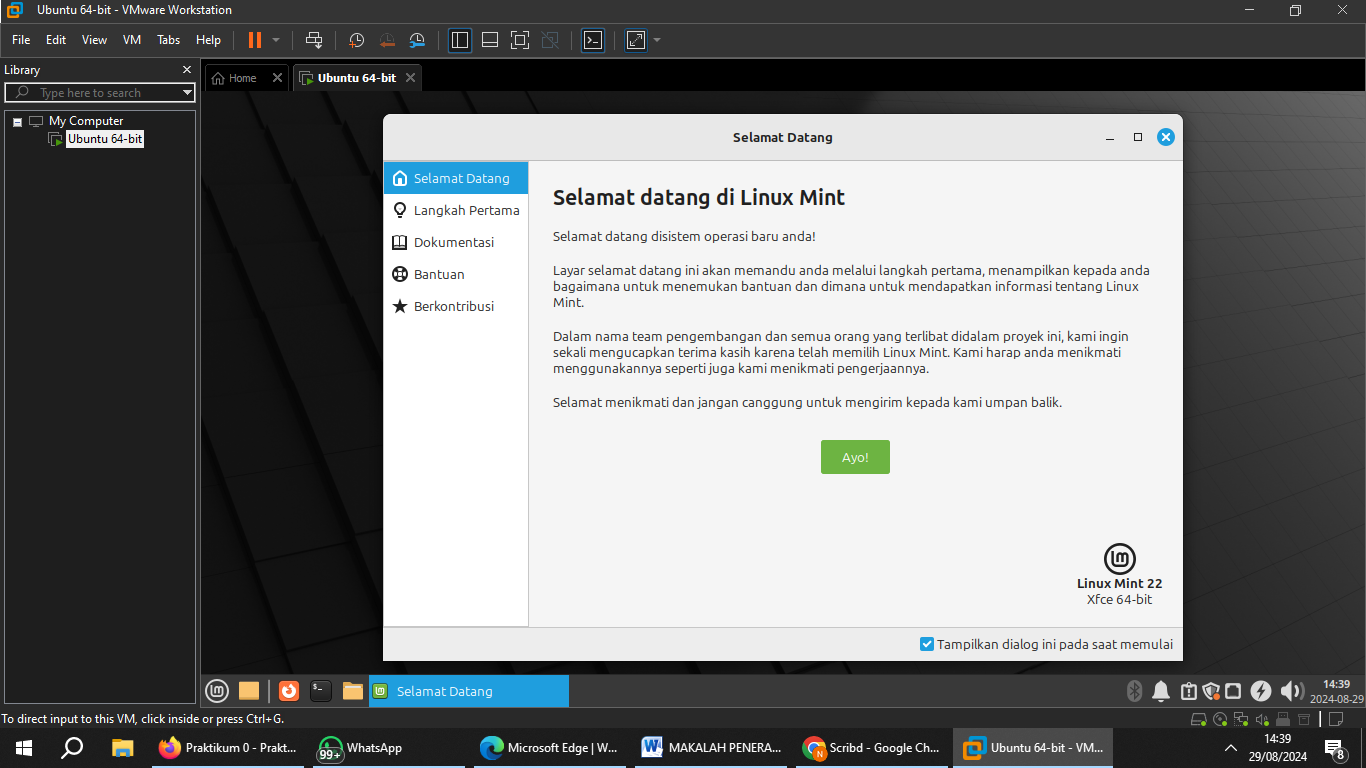 Ubuntu 64-bit - VMware Workstation
File Edit View VM Tabs Help
Library
Home
Ubuntu 64-bit
Type here to search
My Computer
Ubuntu 64-bit
Selamat Datang
Selamat Datang
Langkah Pertama
Dokumentasi
Bantuan
Berkontribusi
Selamat datang di Linux Mint
Selamat datang disistem operasi baru anda!
Layar selamat datang ini akan memandu anda melalui langkah pertama, menampilkan kepada anda
bagaimana untuk menemukan bantuan dan dimana untuk mendapatkan informasi tentang Linux
Mint.
Dalam nama team pengembangan dan semua orang yang terlibat didalam proyek ini, kami ingin
sekali mengucapkan terima kasih karena telah memilih Linux Mint. Kami harap anda menikmati
menggunakannya seperti juga kami menikmati pengerjaannya.
Selamat menikmati dan jangan canggung untuk mengirim kepada kami umpan balik.
Ayo!
Linux Mint 22
Xfce 64-bit
Tampilkan dialog ini pada saat memulai
Selamat Datang
14:39
2024-08-29
To direct input to this VM, click inside or press Ctrl+G.
Praktikum 0 - Prakt...
99+
WhatsApp
Microsoft Edge | W...
MAKALAH PENERA...
Scribd - Google Ch...
Ubuntu 64-bit - VM...
14:39
29/08/2024
8